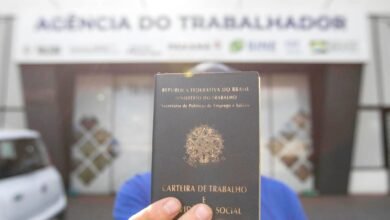 AGÊNCIA DO TRABALHADOR
SINE
REPÚBLICA FEDERATIVA DO BRASIL
MINISTÉRIO DO TRABALHO
Secretaria de Políticas de Emprego e Salário
CARTEIRA DE TRABALHO
SOCIAL